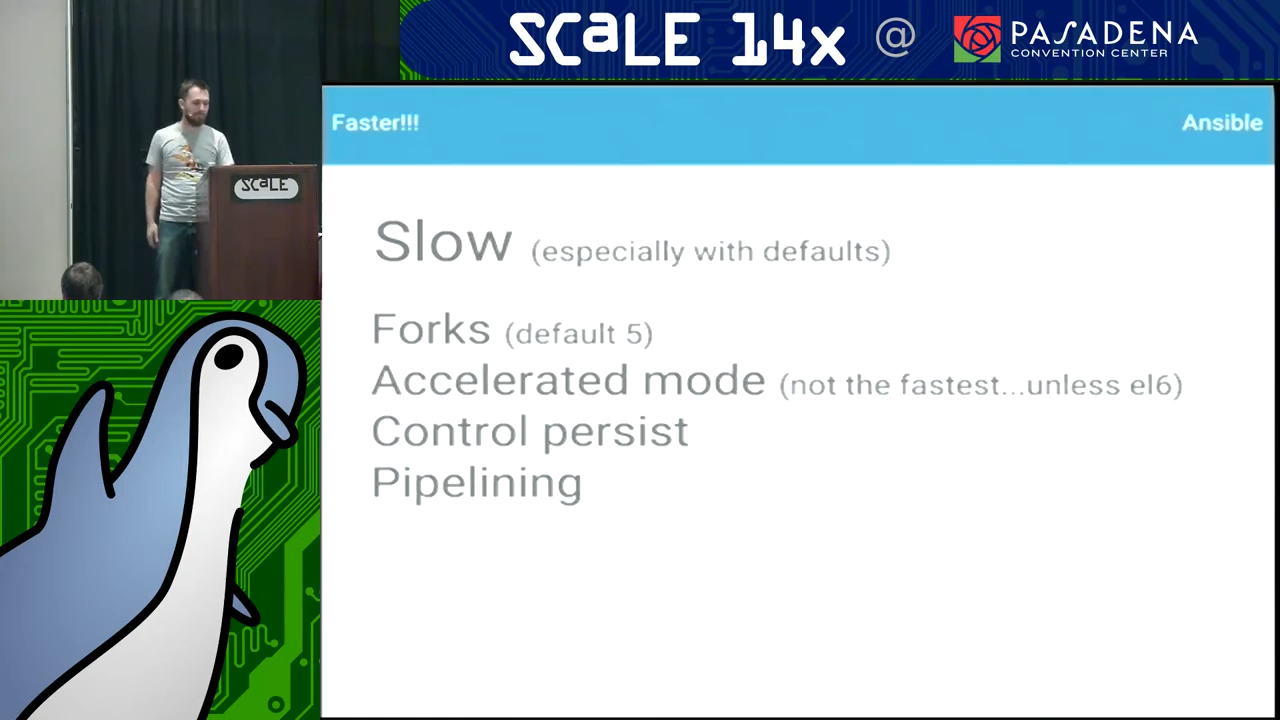 SCALE 14x @ PASADENA
CONVENTION CENTER
Faster!!! Ansible
SCALE
Slow (especially with defaults)
Forks (default 5)
Accelerated mode (not the fastest...unless el6)
Control persist
Pipelining